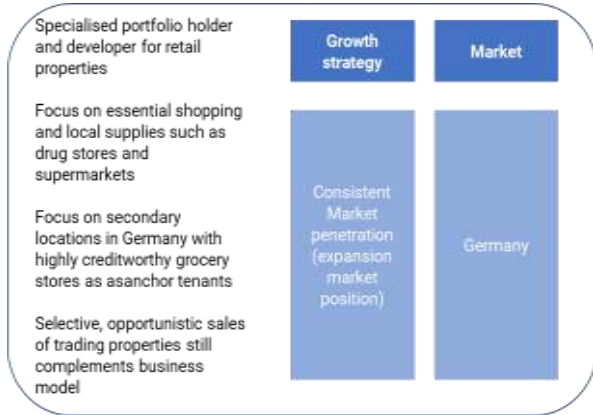 Specialised portfolio holder
and developer for retail
properties
Focus on essential shopping
and local supplies such as
drug stores and
supermarkets
Focus on secondary
locations in Germany with
highly creditworthy grocery
stores as asanchor tenants
Selective, opportunistic sales
of trading properties still
complements business
model
Growth
strategy
Consistent
Market
penetration
(expansion
market
position)
Market
Germany